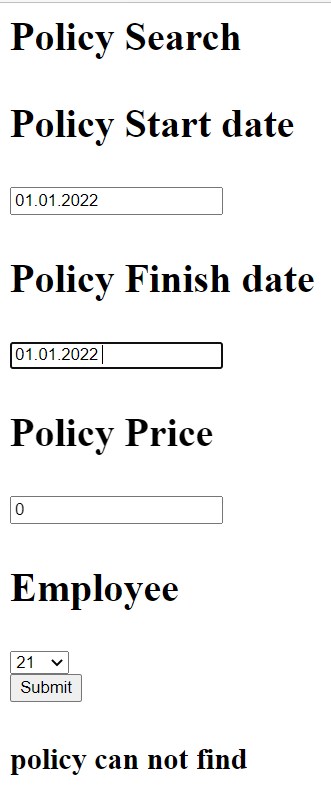 Policy Search
Policy Start date
01.01.2022
Policy Finish date
01.01.2022
Policy Price
0
Employee
21
Submit
policy can not find